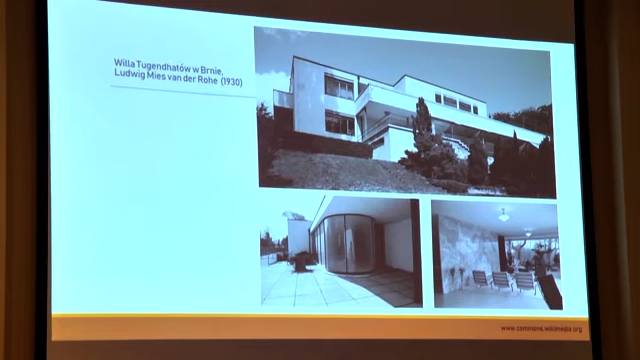 Willa Tugendhatów w Brnie,
Ludwig Mies van der Rohe (1930)
www.commons.wikimedia.org